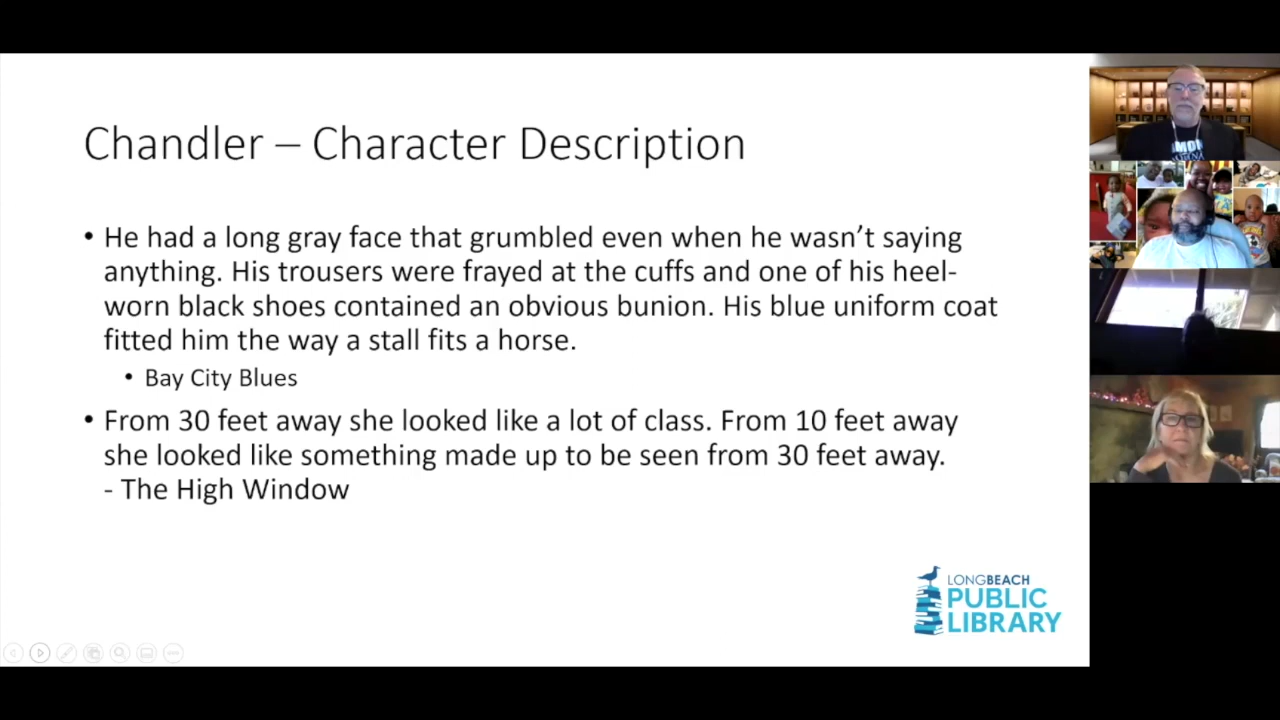 Chandler – Character Description
• He had a long gray face that grumbled even when he wasn’t saying
anything. His trousers were frayed at the cuffs and one of his heel-
worn black shoes contained an obvious bunion. His blue uniform coat
fitted him the way a stall fits a horse.
• Bay City Blues
• From 30 feet away she looked like a lot of class. From 10 feet away
she looked like something made up to be seen from 30 feet away.
- The High Window
LONGBEACH
PUBLIC
LIBRARY